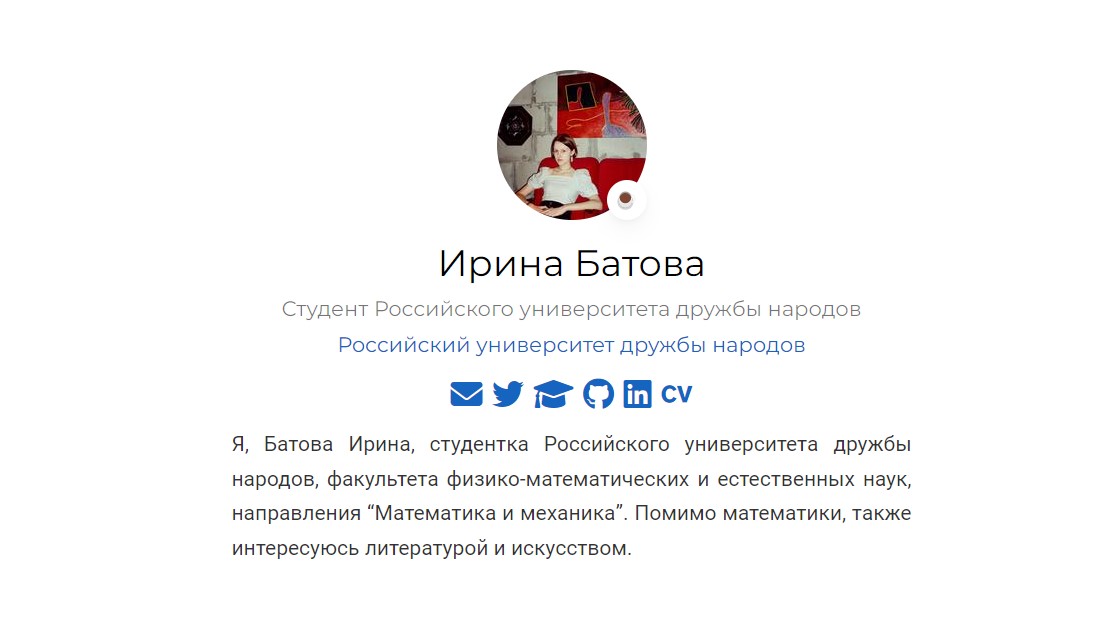 Ирина Батова
Студент Российского университета дружбы народов
Российский университет дружбы народов
CV
Я, Батова Ирина, студентка Российского университета дружбы
народов, факультета физико-математических и естественных наук,
направления “Математика и механика”. Помимо математики, также
интересуюсь литературой и искусством.